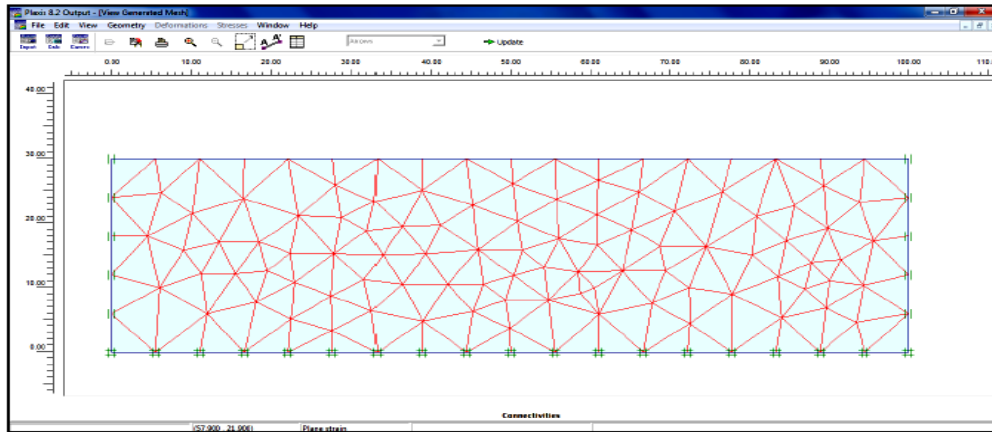 Plaxis 8.2 Output - [View Generated Mesh]
File Edit View Geometry Deformations Stresses Window Help
Input Calc Curves All Dirs Update
0.00 10.00 20.00 30.00 40.00 50.00 60.00 70.00 80.00 90.00 100.00 110.
40.00
30.00
20.00
10.00
0.00
Connectivities
(57.900 , 21.900) Plane strain